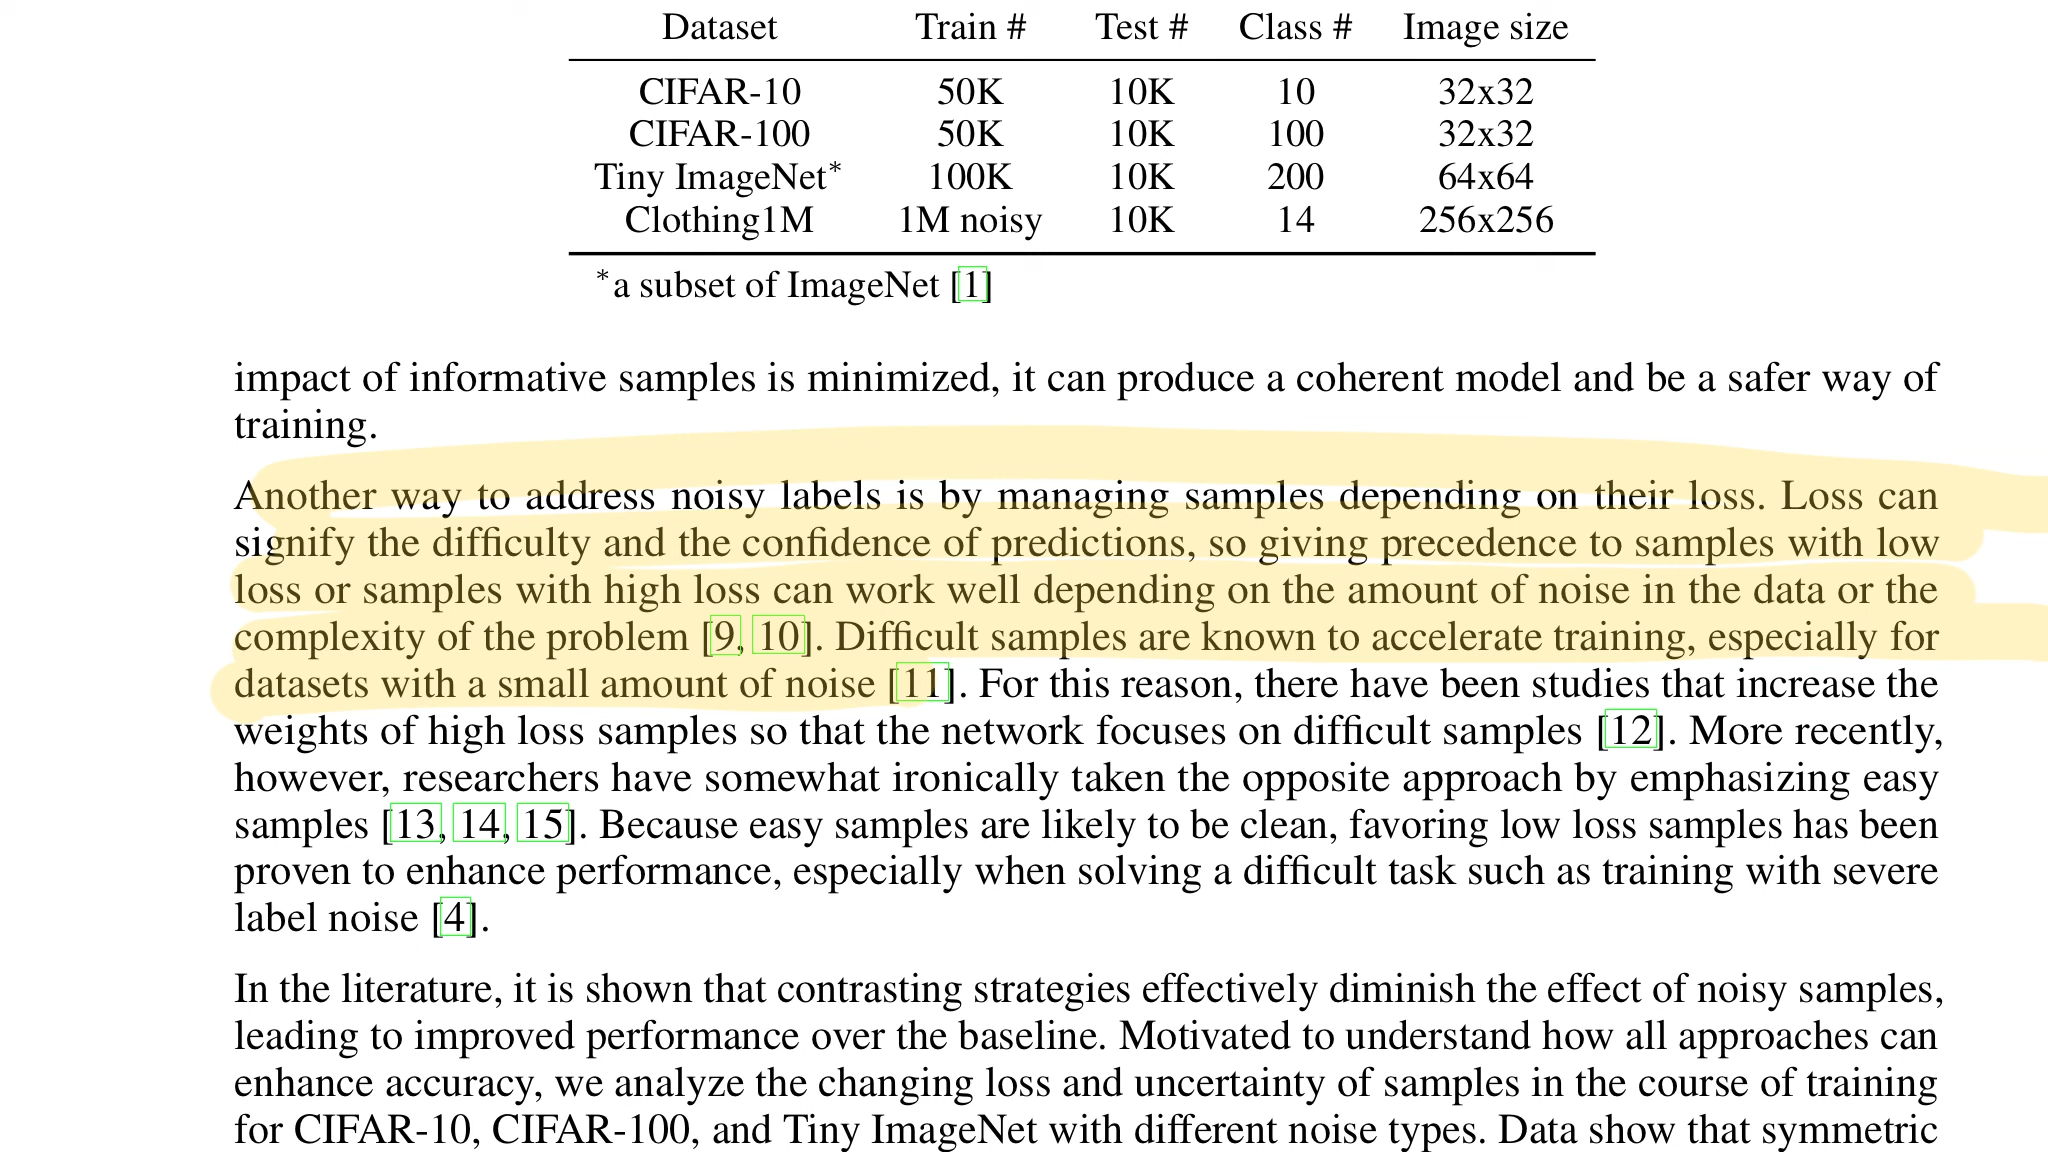 Dataset Train # Test # Class # Image size
CIFAR-10 50K 10K 10 32x32
CIFAR-100 50K 10K 100 32x32
Tiny ImageNet* 100K 10K 200 64x64
Clothing1M 1M noisy 10K 14 256x256
*a subset of ImageNet [1]
impact of informative samples is minimized, it can produce a coherent model and be a safer way of
training.
Another way to address noisy labels is by managing samples depending on their loss. Loss can
signify the difficulty and the confidence of predictions, so giving precedence to samples with low
loss or samples with high loss can work well depending on the amount of noise in the data or the
complexity of the problem [9, 10]. Difficult samples are known to accelerate training, especially for
datasets with a small amount of noise [11]. For this reason, there have been studies that increase the
weights of high loss samples so that the network focuses on difficult samples [12]. More recently,
however, researchers have somewhat ironically taken the opposite approach by emphasizing easy
samples [13, 14, 15]. Because easy samples are likely to be clean, favoring low loss samples has been
proven to enhance performance, especially when solving a difficult task such as training with severe
label noise [4].
In the literature, it is shown that contrasting strategies effectively diminish the effect of noisy samples,
leading to improved performance over the baseline. Motivated to understand how all approaches can
enhance accuracy, we analyze the changing loss and uncertainty of samples in the course of training
for CIFAR-10, CIFAR-100, and Tiny ImageNet with different noise types. Data show that symmetric